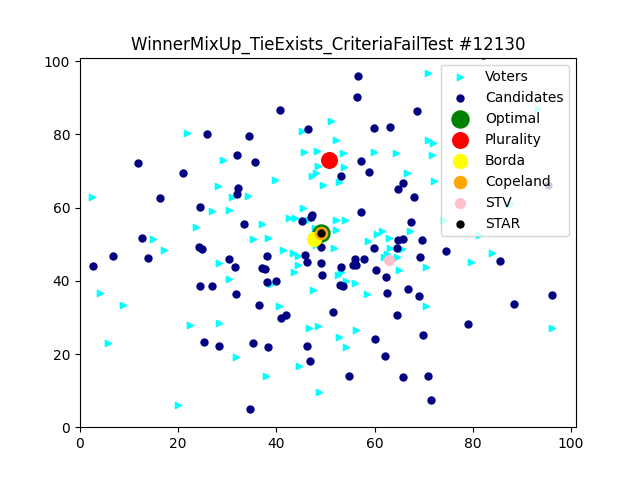 WinnerMixUp_TieExists_CriteriaFailTest #12130
100
80
60
40
20
0
0
20
40
60
80
100
Voters
Candidates
Optimal
Plurality
Borda
Copeland
STV
STAR